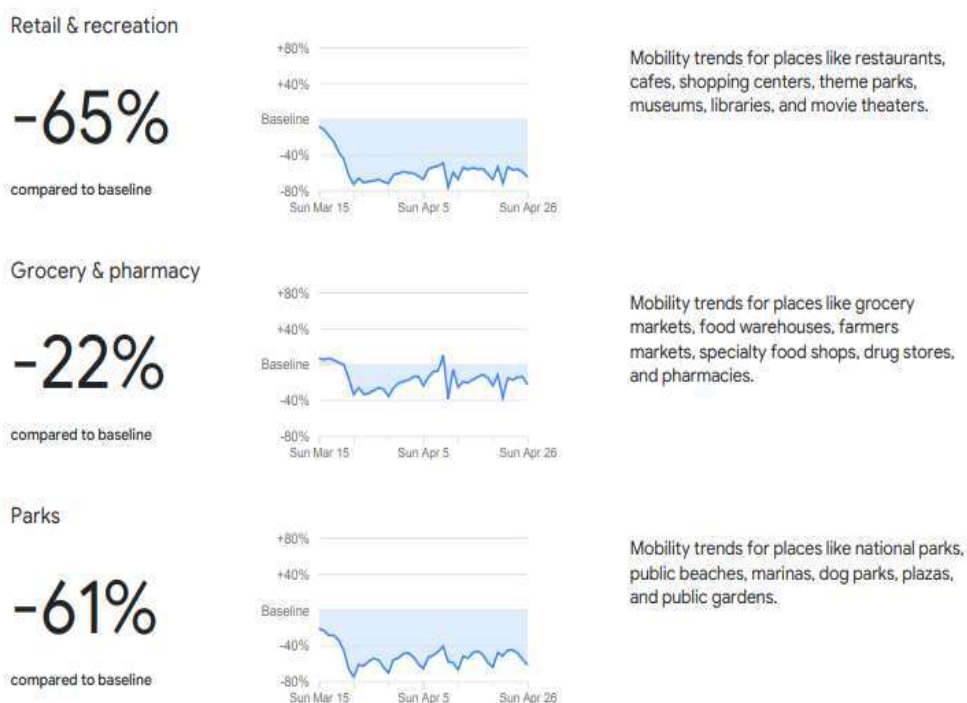 Retail & recreation
-65%
compared to baseline
+80%
+40%
Baseline
-40%
-80%
Sun Mar 15 Sun Apr 5 Sun Apr 26
Mobility trends for places like restaurants,
cafes, shopping centers, theme parks,
museums, libraries, and movie theaters.
Grocery & pharmacy
-22%
compared to baseline
+80%
+40%
Baseline
-40%
-80%
Sun Mar 15 Sun Apr 5 Sun Apr 26
Mobility trends for places like grocery
markets, food warehouses, farmers
markets, specialty food shops, drug stores,
and pharmacies.
Parks
-61%
compared to baseline
+80%
+40%
Baseline
-40%
-80%
Sun Mar 15 Sun Apr 5 Sun Apr 26
Mobility trends for places like national parks,
public beaches, marinas, dog parks, plazas,
and public gardens.